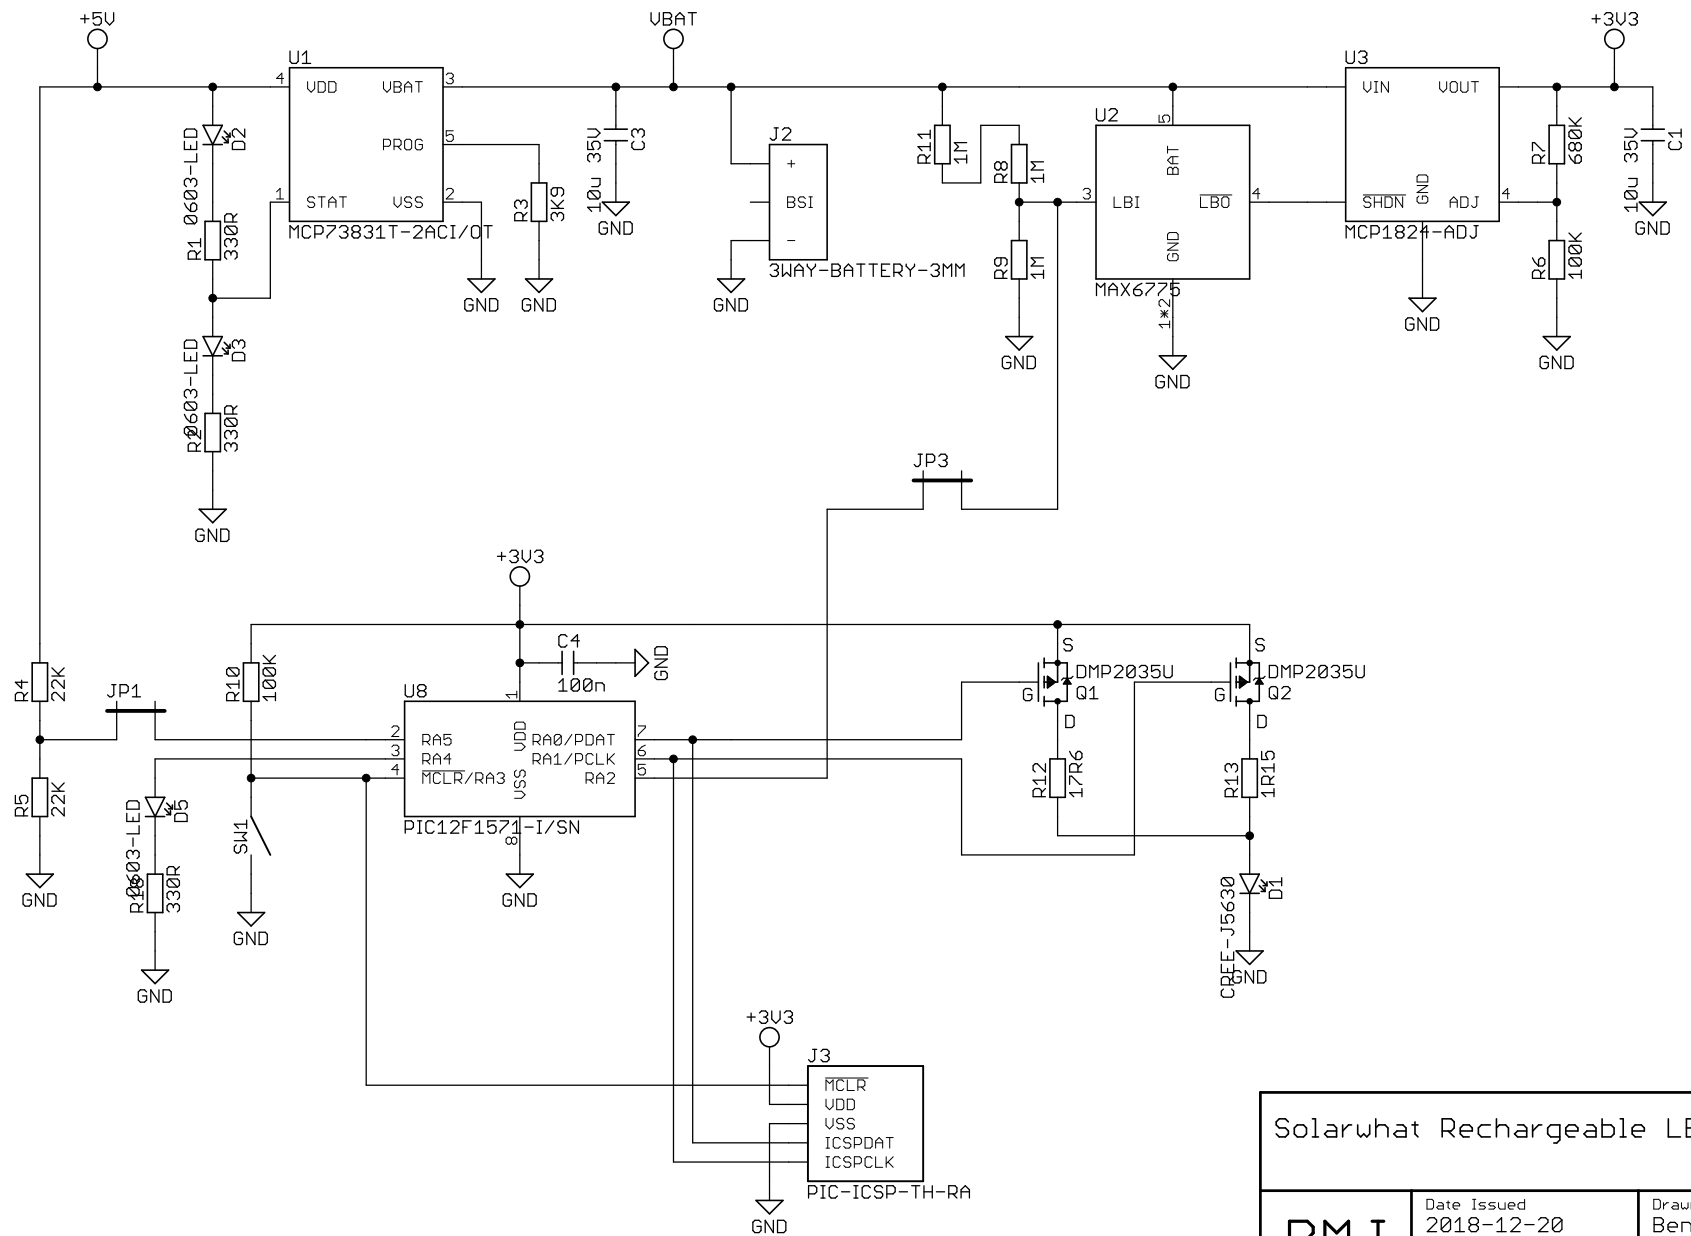 +5V
VBAT
+3V3
U1
4
VDD
VBAT
3
PROG
5
1
STAT
VSS
2
MCP73831T-2ACI/OT
0603-LED
D2
R1
330R
D3
0603-LED
330R
GND
R3
3K9
GND
GND
10u 35V
C3
GND
J2
+
BSI
-
3WAY-BATTERY-3MM
GND
R11
1M
R8
1M
R9
1M
GND
U2
5
BAT
3
LBI
LBO
4
GND
MAX6775
1*2
GND
U3
VIN
VOUT
SHDN
GND
ADJ
4
MCP1824-ADJ
GND
R7
680K
R6
100K
GND
10u 35V
C1
GND
JP3
+3V3
C4
100n
GND
R10
100K
R4
22K
JP1
R5
22K
GND
U8
1
2
RA5
VDD
RA0/PDAT
7
3
RA4
RA1/PCLK
6
4
MCLR/RA3
VSS
RA2
5
PIC12F1571-I/SN
8
GND
0603-LED
D5
330R
GND
SW1
GND
S
DMP2035U
G
Q1
D
S
DMP2035U
G
Q2
D
R12
17R6
R13
1R15
CREE-J5630
D1
GND
+3V3
J3
MCLR
VDD
VSS
ICSPDAT
ICSPCLK
PIC-ICSP-TH-RA
GND
Solarwhat Rechargeable LE
Date Issued
2018-12-20
Draw
Ben